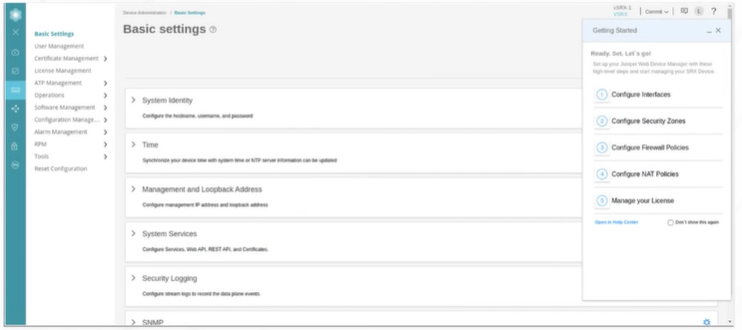 Device Administration / Basic Settings
VSRX-1
VSRX
Commit
?
Basic settings
Basic Settings
User Management
Certificate Management
License Management
ATP Management
Operations
Software Management
Configuration Manage...
Alarm Management
RPM
Tools
Reset Configuration
System Identity
Configure the hostname, username, and password
Time
Synchronize your device time with system time or NTP server information can be updated
Management and Loopback Address
Configure management IP address and loopback address
System Services
Configure Services, Web API, REST API, and Certificates.
Security Logging
Configure stream logs to record the data plane events.
SNMP
Getting Started
Ready. Set. Let's go!
Set up your Juniper Web Device Manager with these
high-level steps and start managing your SRX Device.
1 Configure Interfaces
2 Configure Security Zones
3 Configure Firewall Policies
4 Configure NAT Policies
5 Manage your License
Open in Help Center
Don't show this again